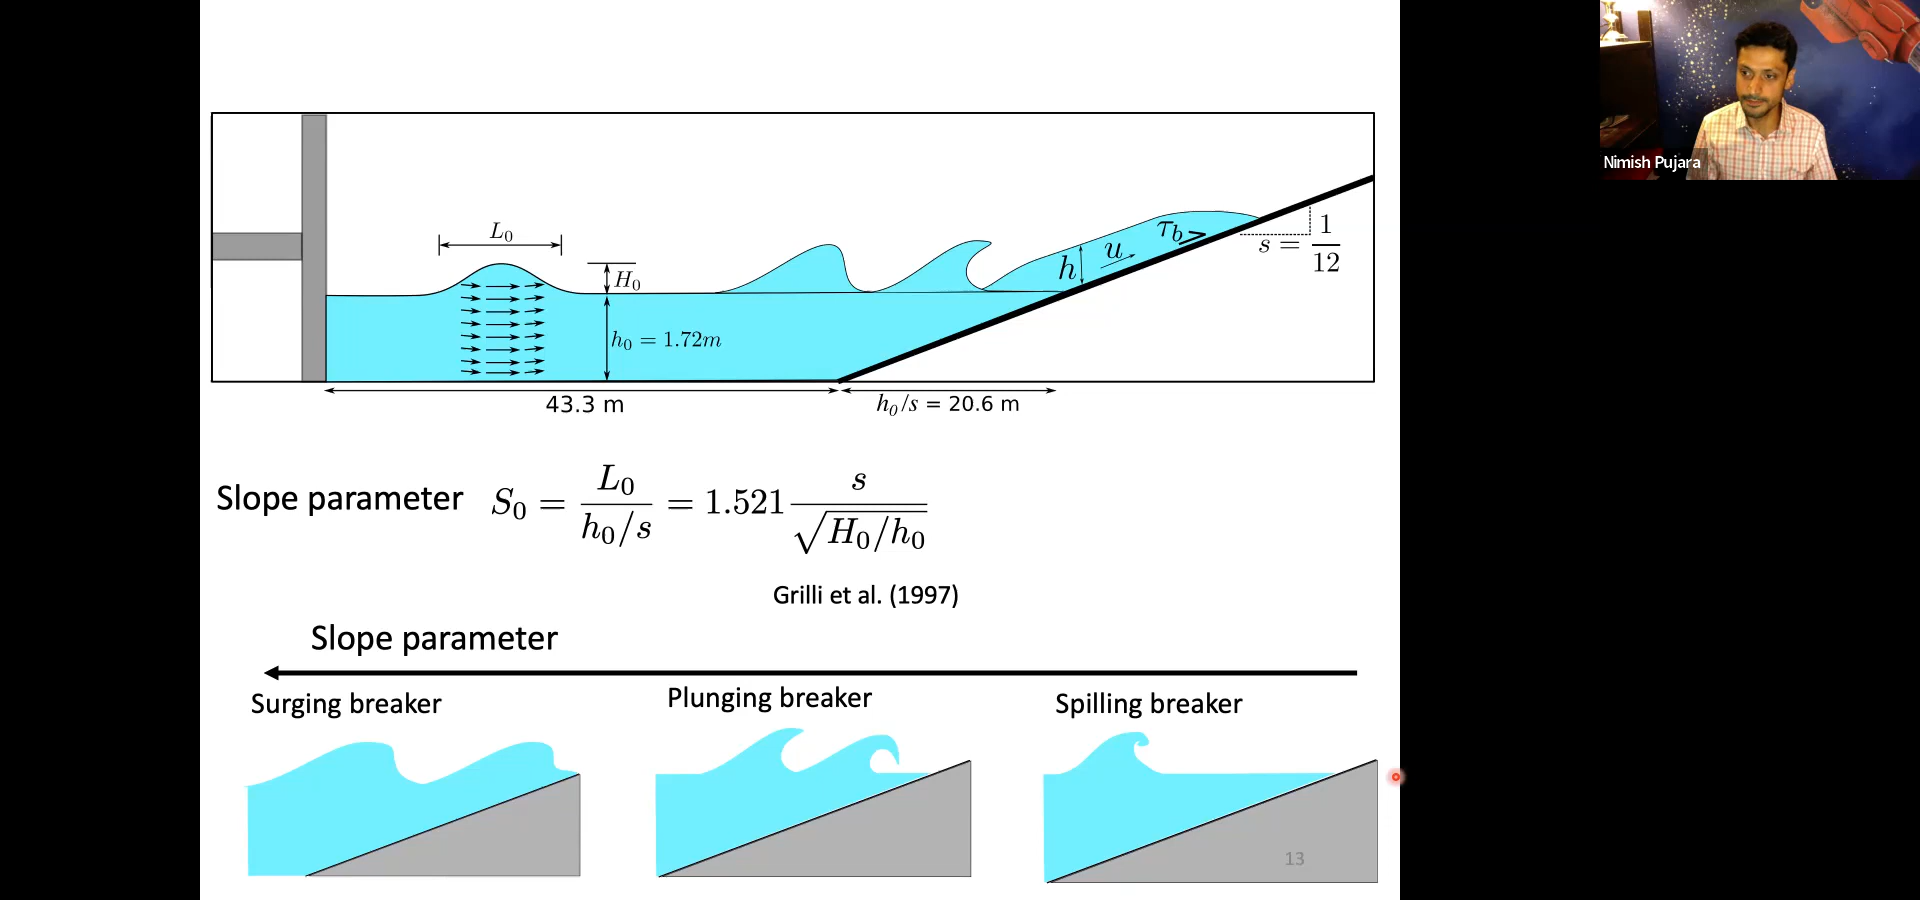 Nimish Pujara
L₀
H₀
h₀ = 1.72m
τ_b
u
h
s = 1/12
43.3 m
h₀/s = 20.6 m
Slope parameter S₀ = L₀/(h₀/s) = 1.521 s/√(H₀/h₀)
Grilli et al. (1997)
Slope parameter
Surging breaker
Plunging breaker
Spilling breaker
13